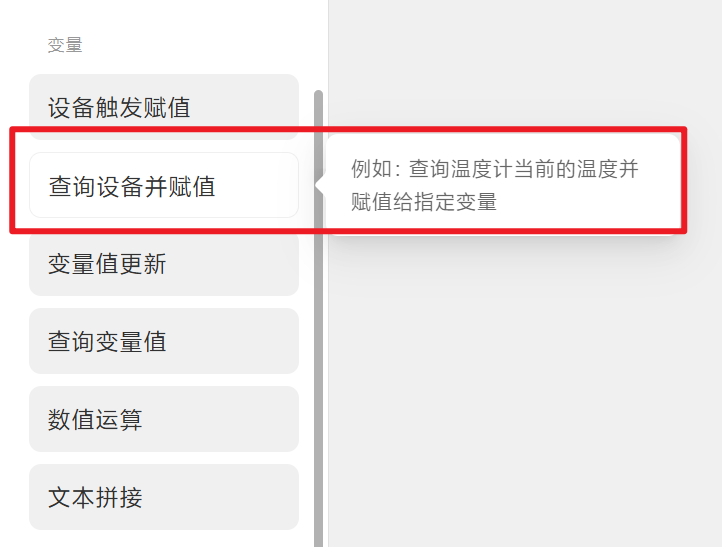 变量
设备触发赋值
查询设备并赋值
例如: 查询温度计当前的温度并
赋值给指定变量
变量值更新
查询变量值
数值运算
文本拼接